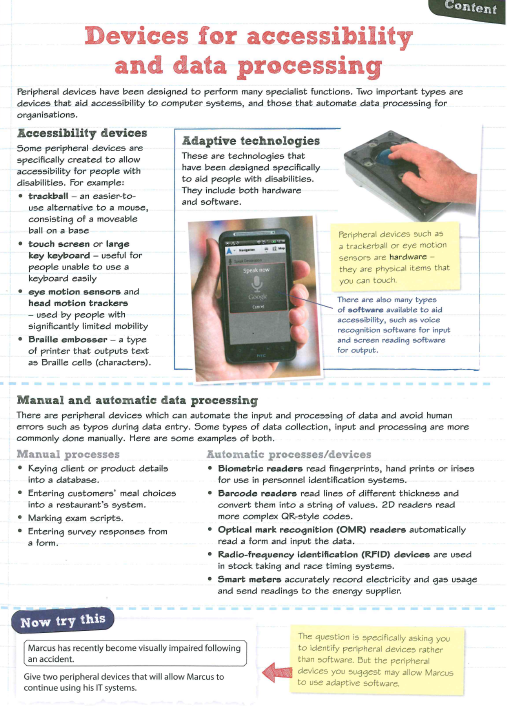 Content
Devices for accessibility
and data processing
Peripheral devices have been designed to perform many specialist functions. Two important types are
devices that aid accessibility to computer systems, and those that automate data processing for
organisations.
Accessibility devices
Some peripheral devices are
specifically created to allow
accessibility for people with
disabilities. For example:
• trackball – an easier-to-
use alternative to a mouse,
consisting of a moveable
ball on a base
• touch screen or large
key keyboard – useful for
people unable to use a
keyboard easily
• eye motion sensors and
head motion trackers
– used by people with
significantly limited mobility
• Braille embosser – a type
of printer that outputs text
as Braille cells (characters).
Adaptive technologies
These are technologies that
have been designed specifically
to aid people with disabilities.
They include both hardware
and software.
Speak now
Google
Cancel
Peripheral devices such as
a trackerball or eye motion
sensors are hardware –
they are physical items that
you can touch.
There are also many types
of software available to aid
accessibility, such as voice
recognition software for input
and screen reading software
for output.
Manual and automatic data processing
There are peripheral devices which can automate the input and processing of data and avoid human
errors such as typos during data entry. Some types of data collection, input and processing are more
commonly done manually. Here are some examples of both.
Manual processes
• Keying client or product details
into a database.
• Entering customers' meal choices
into a restaurant's system.
• Marking exam scripts.
• Entering survey responses from
a form.
Automatic processes/devices
• Biometric readers read fingerprints, hand prints or irises
for use in personnel identification systems.
• Barcode readers read lines of different thickness and
convert them into a string of values. 2D readers read
more complex QR-style codes.
• Optical mark recognition (OMR) readers automatically
read a form and input the data.
• Radio-frequency identification (RFID) devices are used
in stock taking and race timing systems.
• Smart meters accurately record electricity and gas usage
and send readings to the energy supplier.
Now try this
Marcus has recently become visually impaired following
an accident.
Give two peripheral devices that will allow Marcus to
continue using his IT systems.
The question is specifically asking you
to identify peripheral devices rather
than software. But the peripheral
devices you suggest may allow Marcus
to use adaptive software.